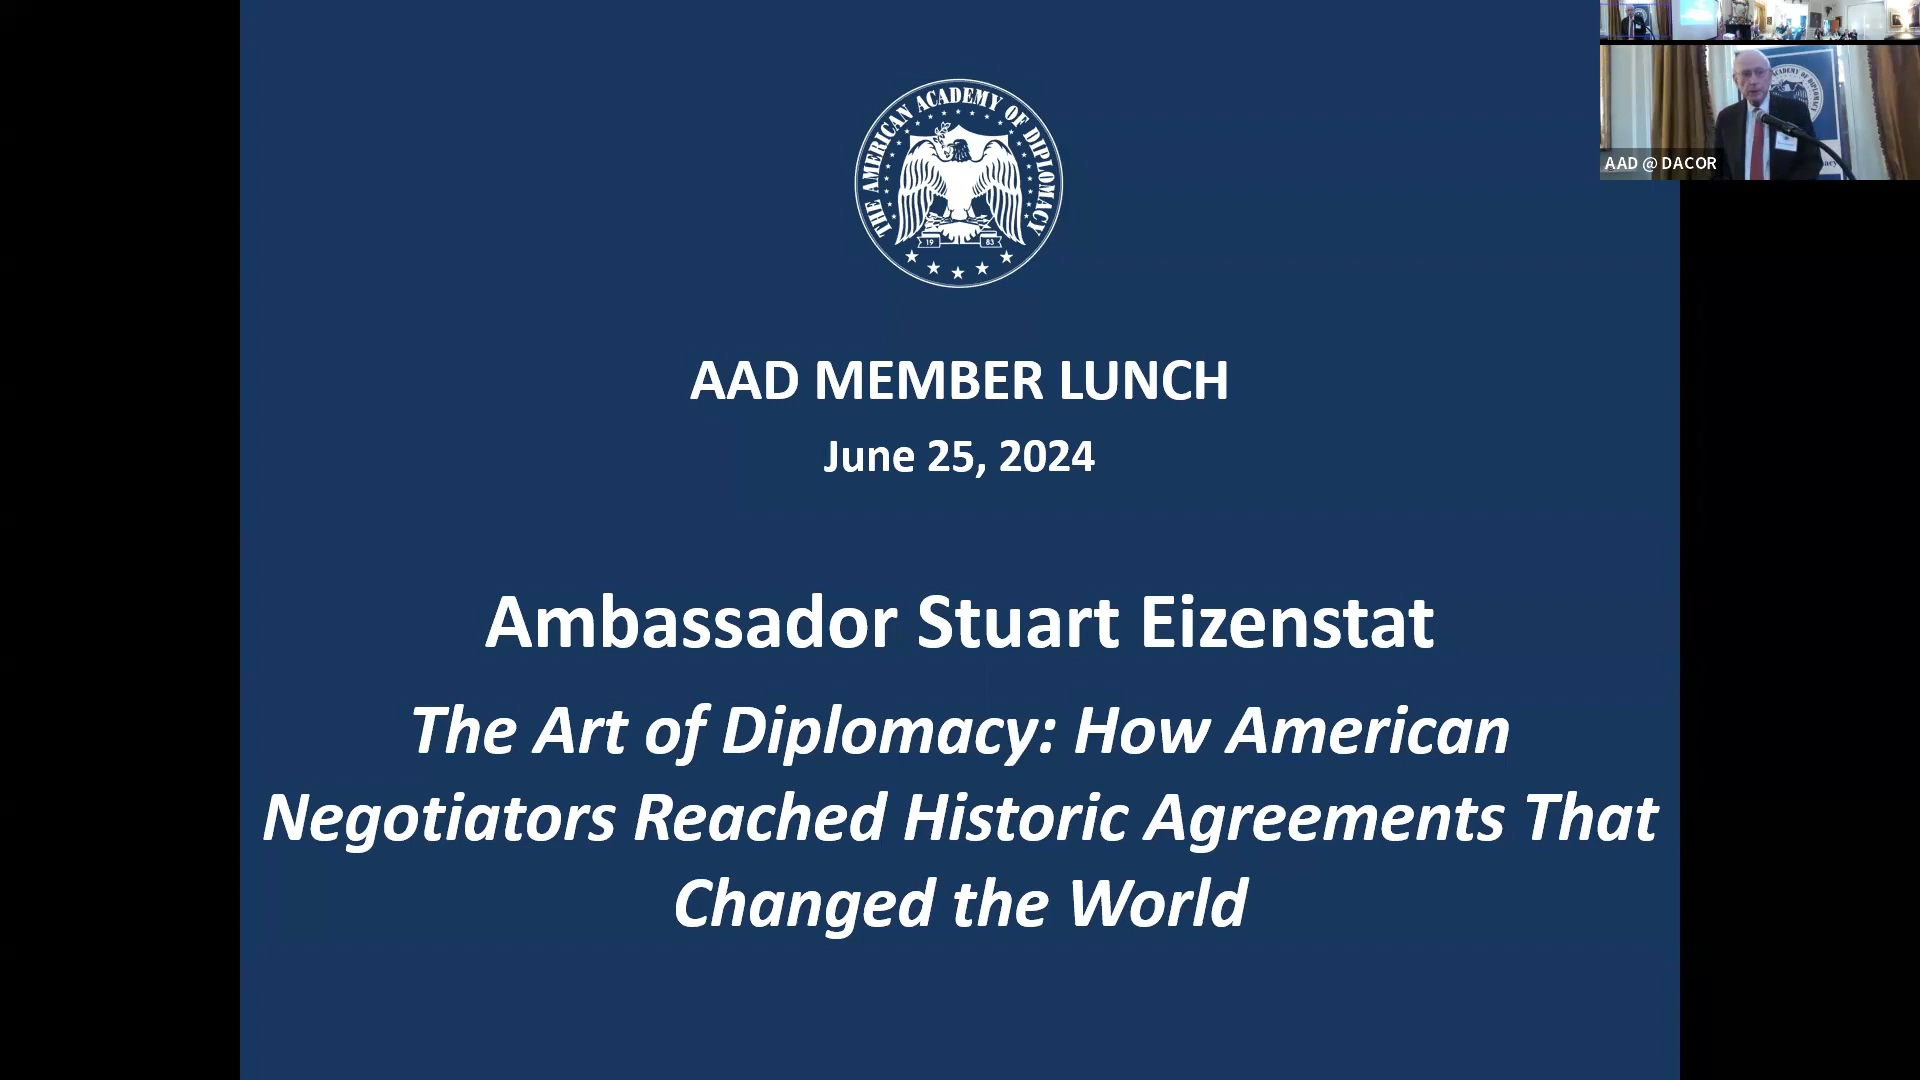 THE AMERICAN ACADEMY OF DIPLOMACY
19 83
AAD MEMBER LUNCH
June 25, 2024
Ambassador Stuart Eizenstat
The Art of Diplomacy: How American
Negotiators Reached Historic Agreements That
Changed the World
AAD @ DACOR